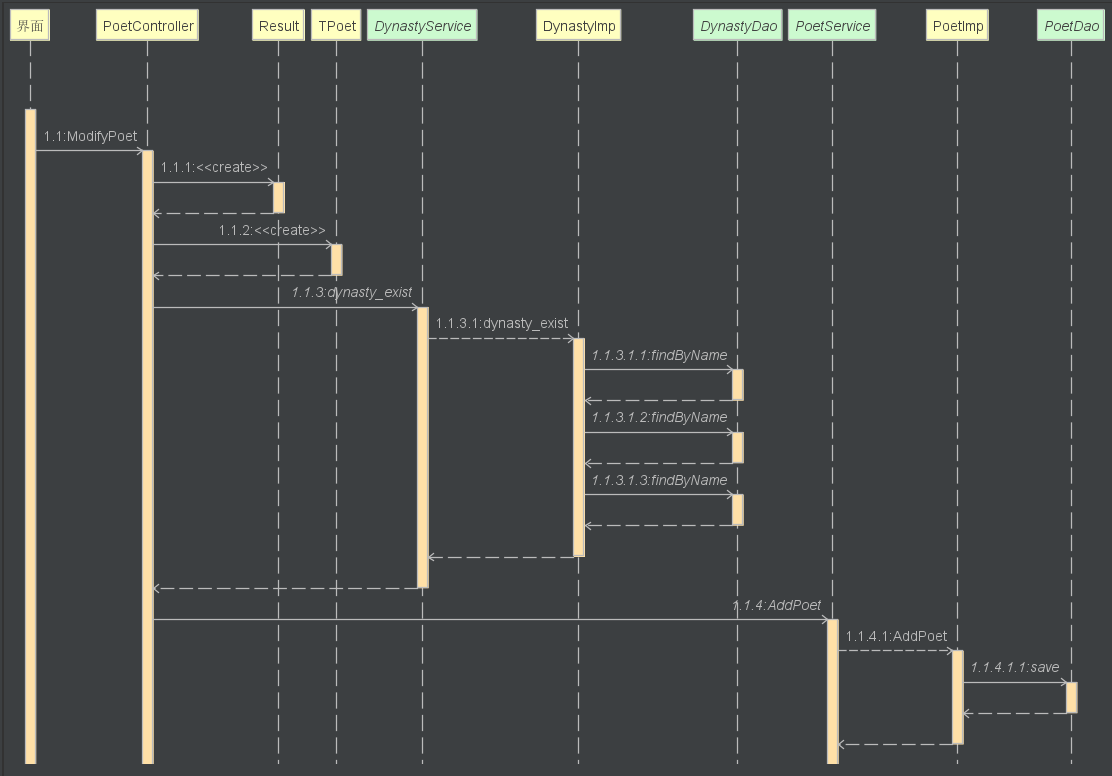 界面
PoetController
Result
TPoet
DynastyService
DynastyImp
DynastyDao
PoetService
PoetImp
PoetDao
1.1:ModifyPoet
1.1.1:<<create>>
1.1.2:<<create>>
1.1.3:dynasty_exist
1.1.3.1:dynasty_exist
1.1.3.1.1:findByName
1.1.3.1.2:findByName
1.1.3.1.3:findByName
1.1.4:AddPoet
1.1.4.1:AddPoet
1.1.4.1.1:save